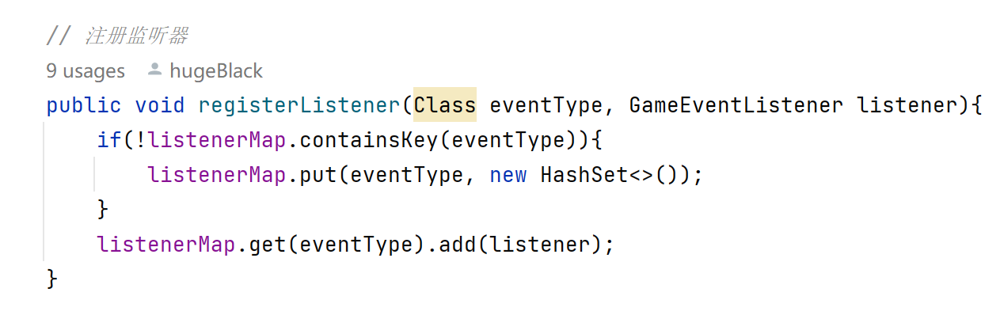 // 注册监听器
9 usages hugeBlack
public void registerListener(Class eventType, GameEventListener listener){
    if(!listenerMap.containsKey(eventType)){
        listenerMap.put(eventType, new HashSet<>());
    }
    listenerMap.get(eventType).add(listener);
}